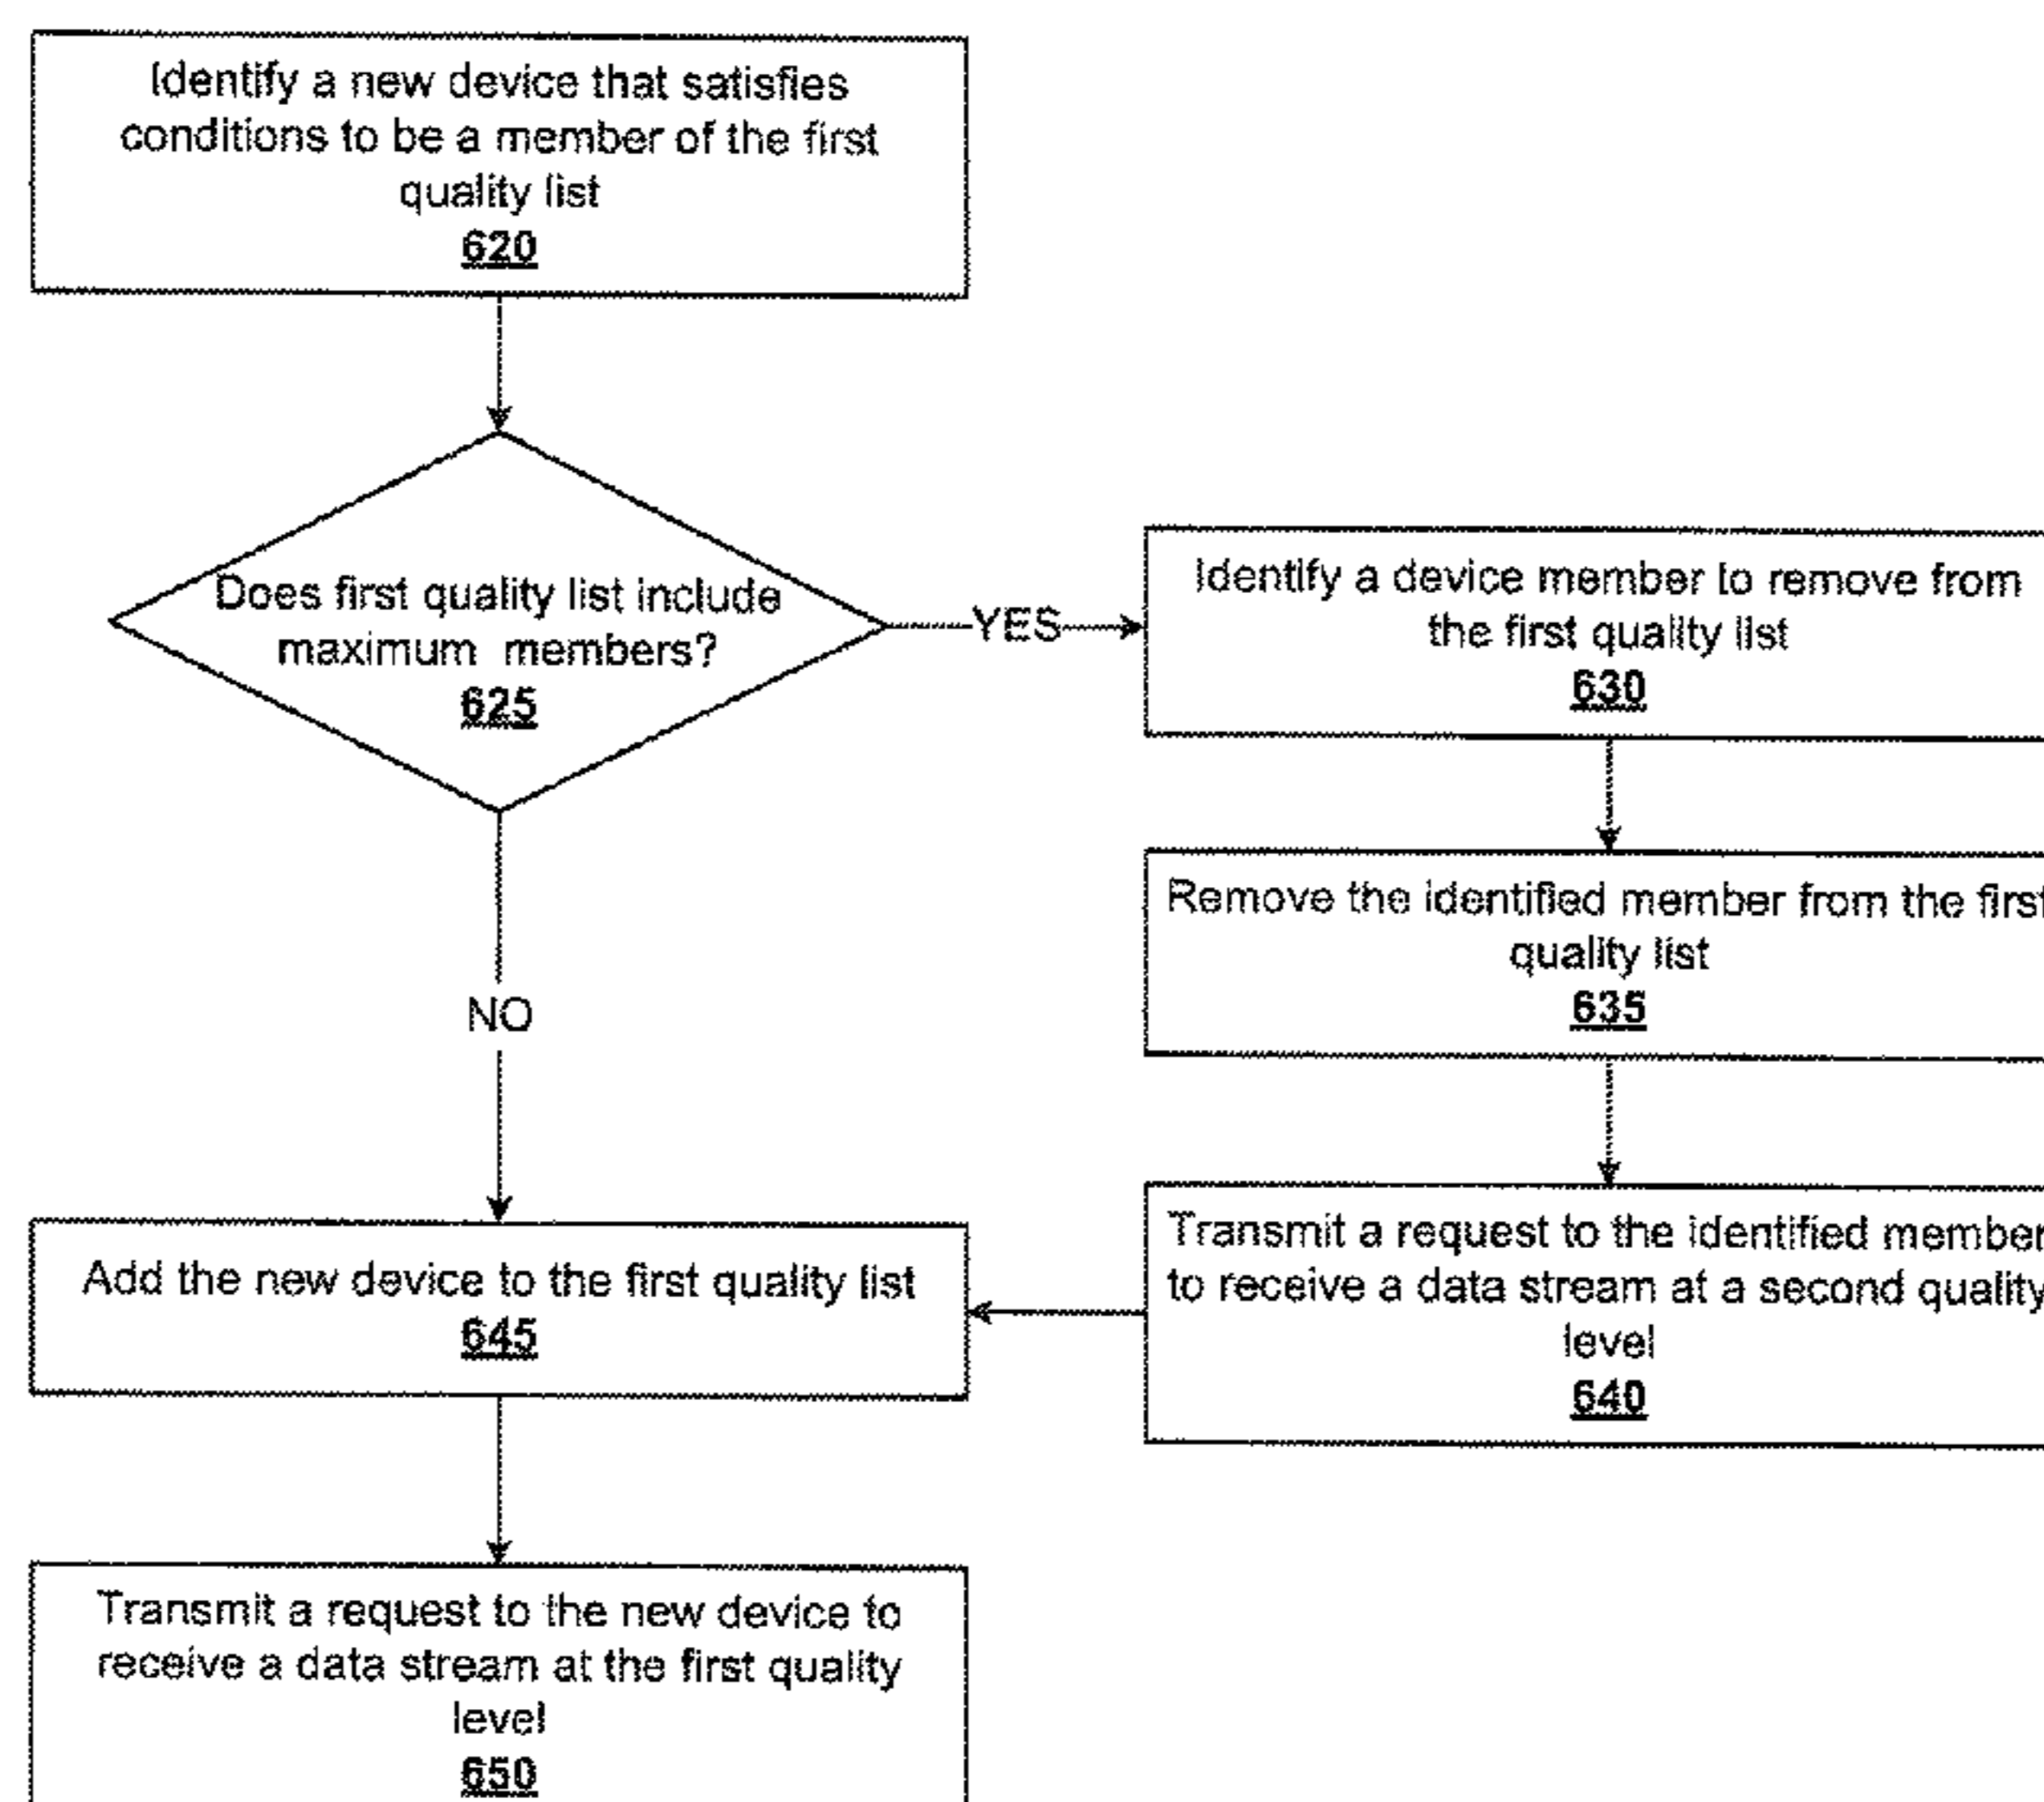 Identify a new device that satisfies
conditions to be a member of the first
quality list
620
Does first quality list include
maximum members?
625
YES
Identify a device member to remove from
the first quality list
630
Remove the identified member from the first
quality list
635
NO
Transmit a request to the identified member
to receive a data stream at a second quality
level
640
Add the new device to the first quality list
645
Transmit a request to the new device to
receive a data stream at the first quality
level
650